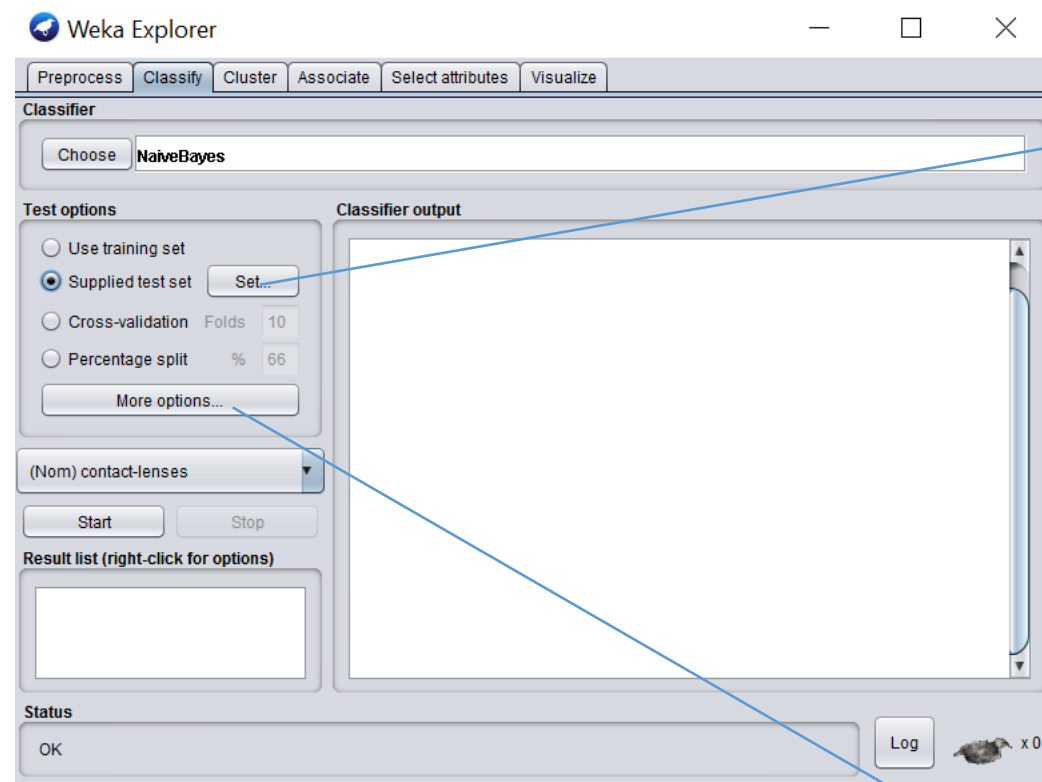 Weka Explorer
Preprocess Classify Cluster Associate Select attributes Visualize
Classifier
Choose NaiveBayes
Test options
Use training set
Supplied test set Set...
Cross-validation Folds 10
Percentage split % 66
More options...
(Nom) contact-lenses
Start Stop
Result list (right-click for options)
Classifier output
Status
OK
Log
x 0